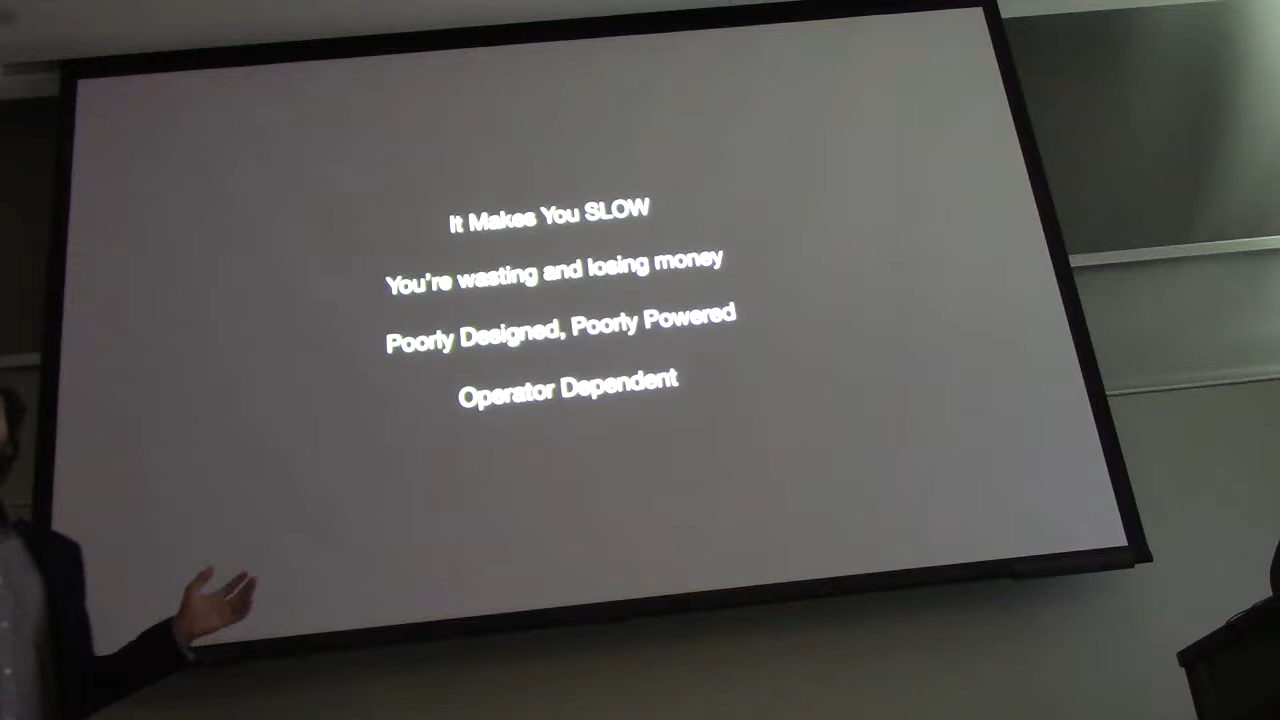 It Makes You SLOW
You're wasting and losing money
Poorly Designed, Poorly Powered
Operator Dependent